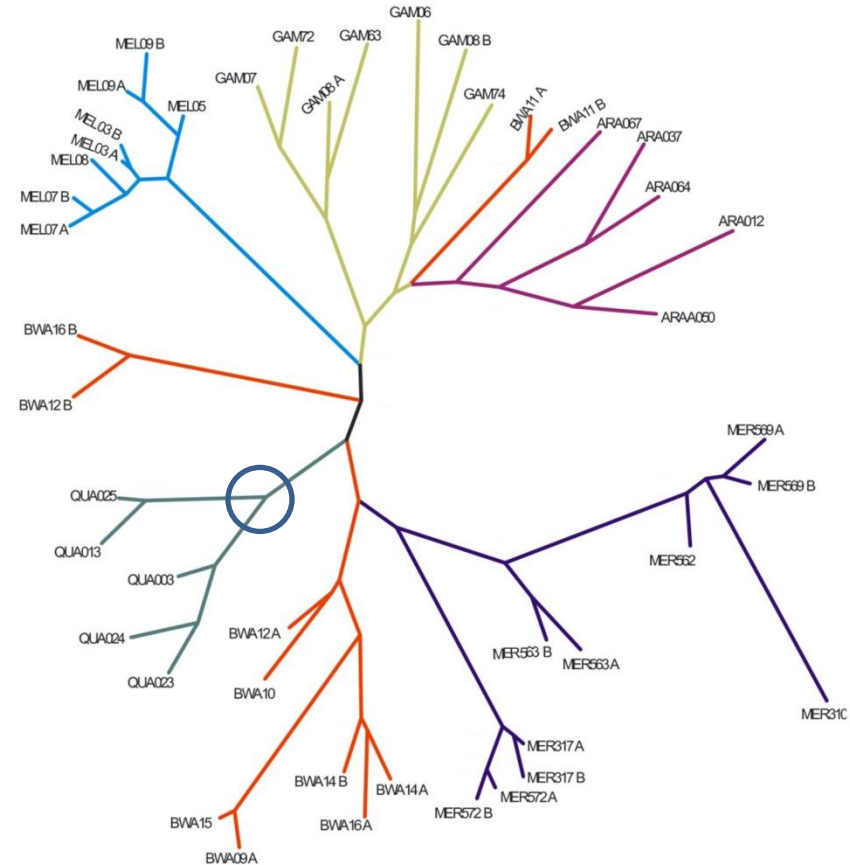 GAM06
MEL09 B
GAM72
GAM63
GAM08 B
GAM07
MEL09 A
GAM08 A
GAM74
MEL05
BWA11 A
BWA11 B
ARA067
MEL03 B
ARA037
MEL03 A
MEL08
ARA064
MEL07 B
ARA012
MEL07 A
ARAA050
BWA16 B
BWA12 B
MER569 A
QUA025
MER569 B
QUA013
MER562
QUA003
BWA12 A
QUA024
MER563 B
MER563 A
QUA023
BWA10
MER310
MER317 A
BWA14 B
MER317 B
BWA14 A
MER572 A
MER572 B
BWA15
BWA16 A
BWA09 A